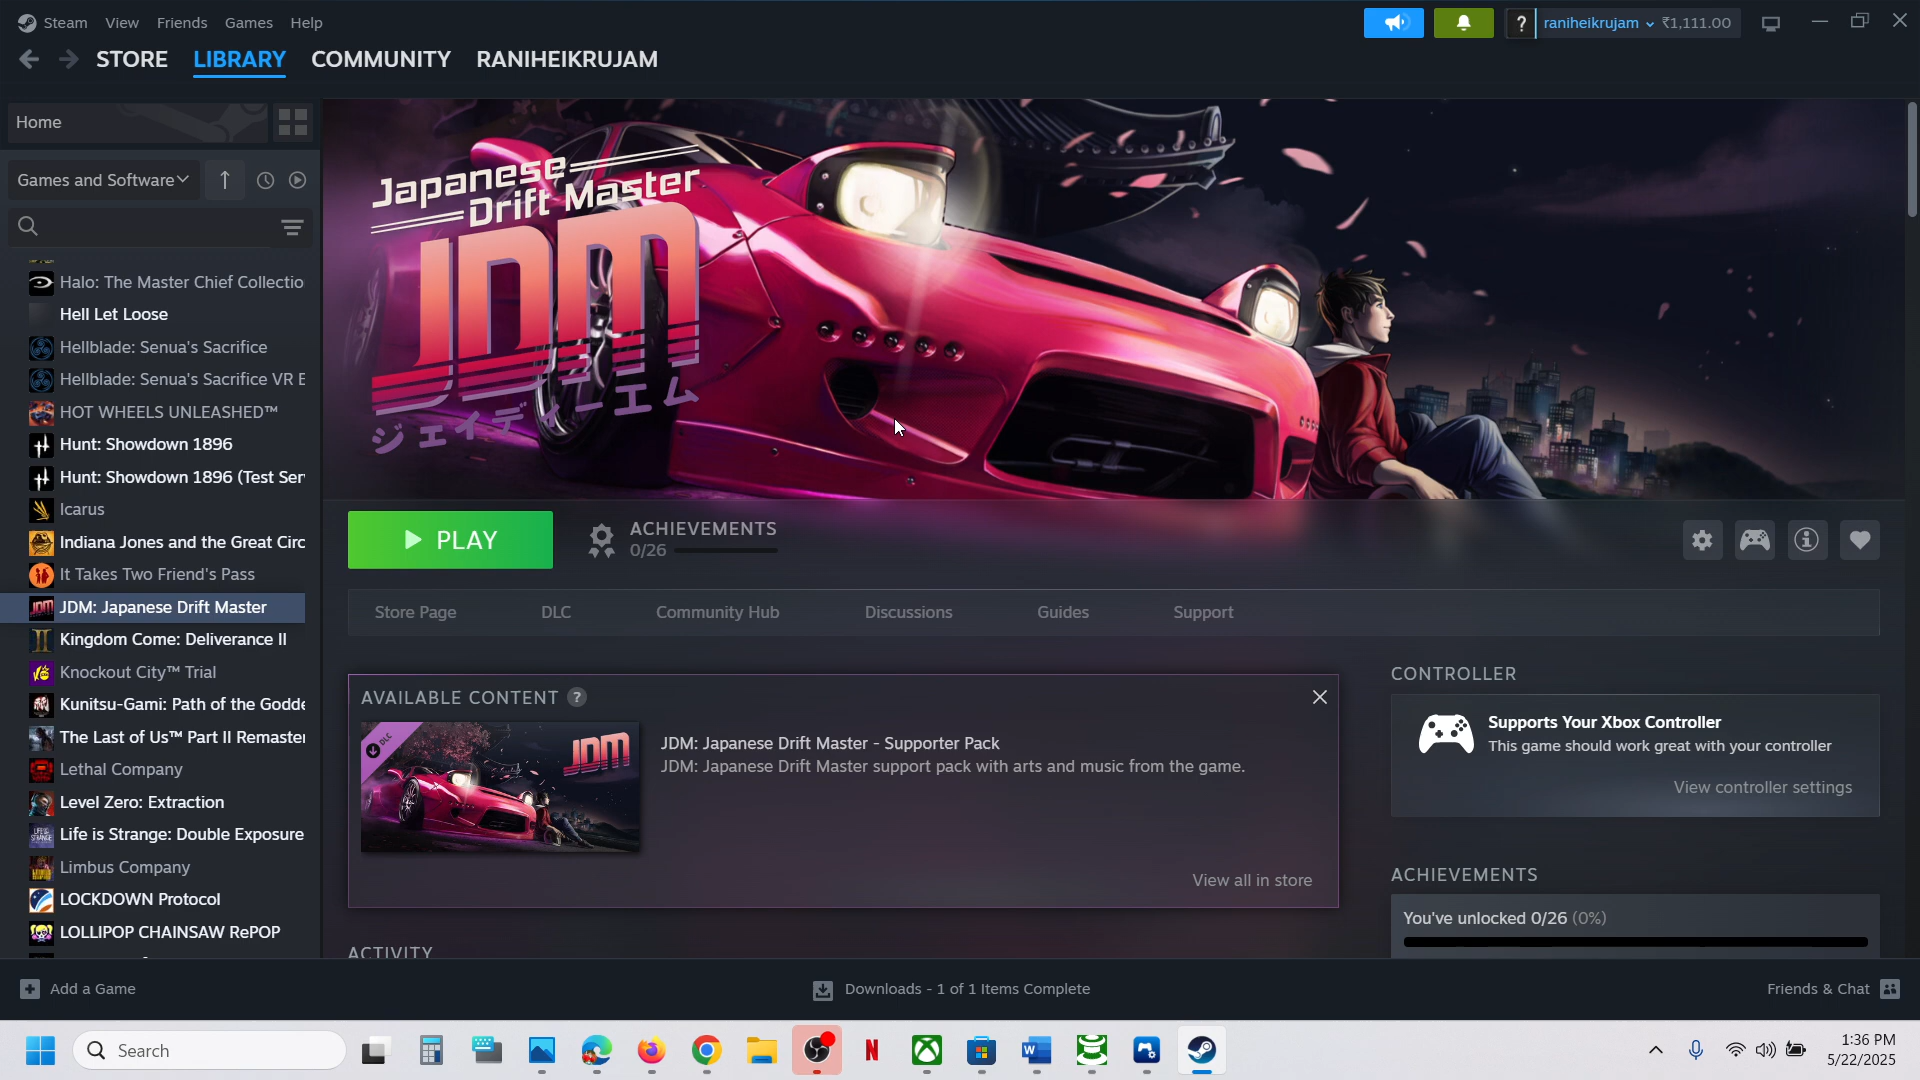 Steam View Friends Games Help
raniheikrujam ₹1,111.00
STORE LIBRARY COMMUNITY RANIHEIKRUJAM
Home
Games and Software
Halo: The Master Chief Collectio
Hell Let Loose
Hellblade: Senua's Sacrifice
Hellblade: Senua's Sacrifice VR E
HOT WHEELS UNLEASHED™
Hunt: Showdown 1896
Hunt: Showdown 1896 (Test Ser
Icarus
Indiana Jones and the Great Circ
It Takes Two Friend's Pass
JDM: Japanese Drift Master
Kingdom Come: Deliverance II
Knockout City™ Trial
Kunitsu-Gami: Path of the Godde
The Last of Us™ Part II Remaster
Lethal Company
Level Zero: Extraction
Life is Strange: Double Exposure
Limbus Company
LOCKDOWN Protocol
LOLLIPOP CHAINSAW RePOP
Japanese
Drift Master
JDM
ジェイディーエム
PLAY
ACHIEVEMENTS
0/26
Store Page DLC Community Hub Discussions Guides Support
AVAILABLE CONTENT ?
DLC
JDM
JDM: Japanese Drift Master - Supporter Pack
JDM: Japanese Drift Master support pack with arts and music from the game.
View all in store
ACTIVITY
CONTROLLER
Supports Your Xbox Controller
This game should work great with your controller
View controller settings
ACHIEVEMENTS
You've unlocked 0/26 (0%)
Add a Game
Downloads - 1 of 1 Items Complete
Friends & Chat
Search
1:36 PM
5/22/2025